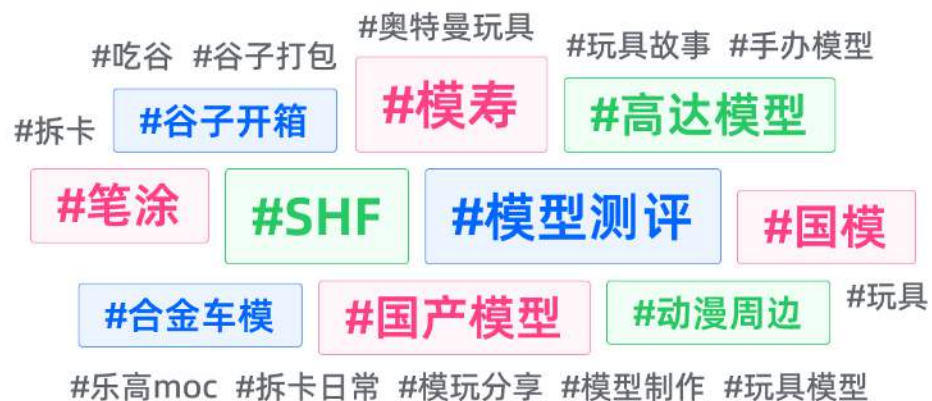 #奥特曼玩具
#吃谷 #谷子打包 #玩具故事 #手办模型
#拆卡 #谷子开箱 #模寿 #高达模型
#笔涂 #SHF #模型测评 #国模
#合金车模 #国产模型 #动漫周边 #玩具
#乐高moc #拆卡日常 #模玩分享 #模型制作 #玩具模型